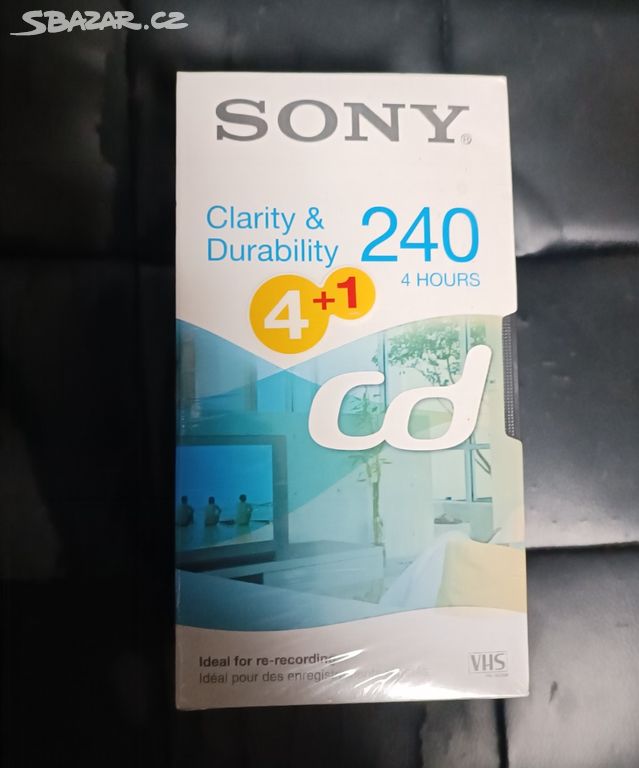 SBAZAR.CZ
SONY®
Clarity &
Durability
240
4 HOURS
4+1
cd
Ideal for re-recording
Idéal pour des
VHS